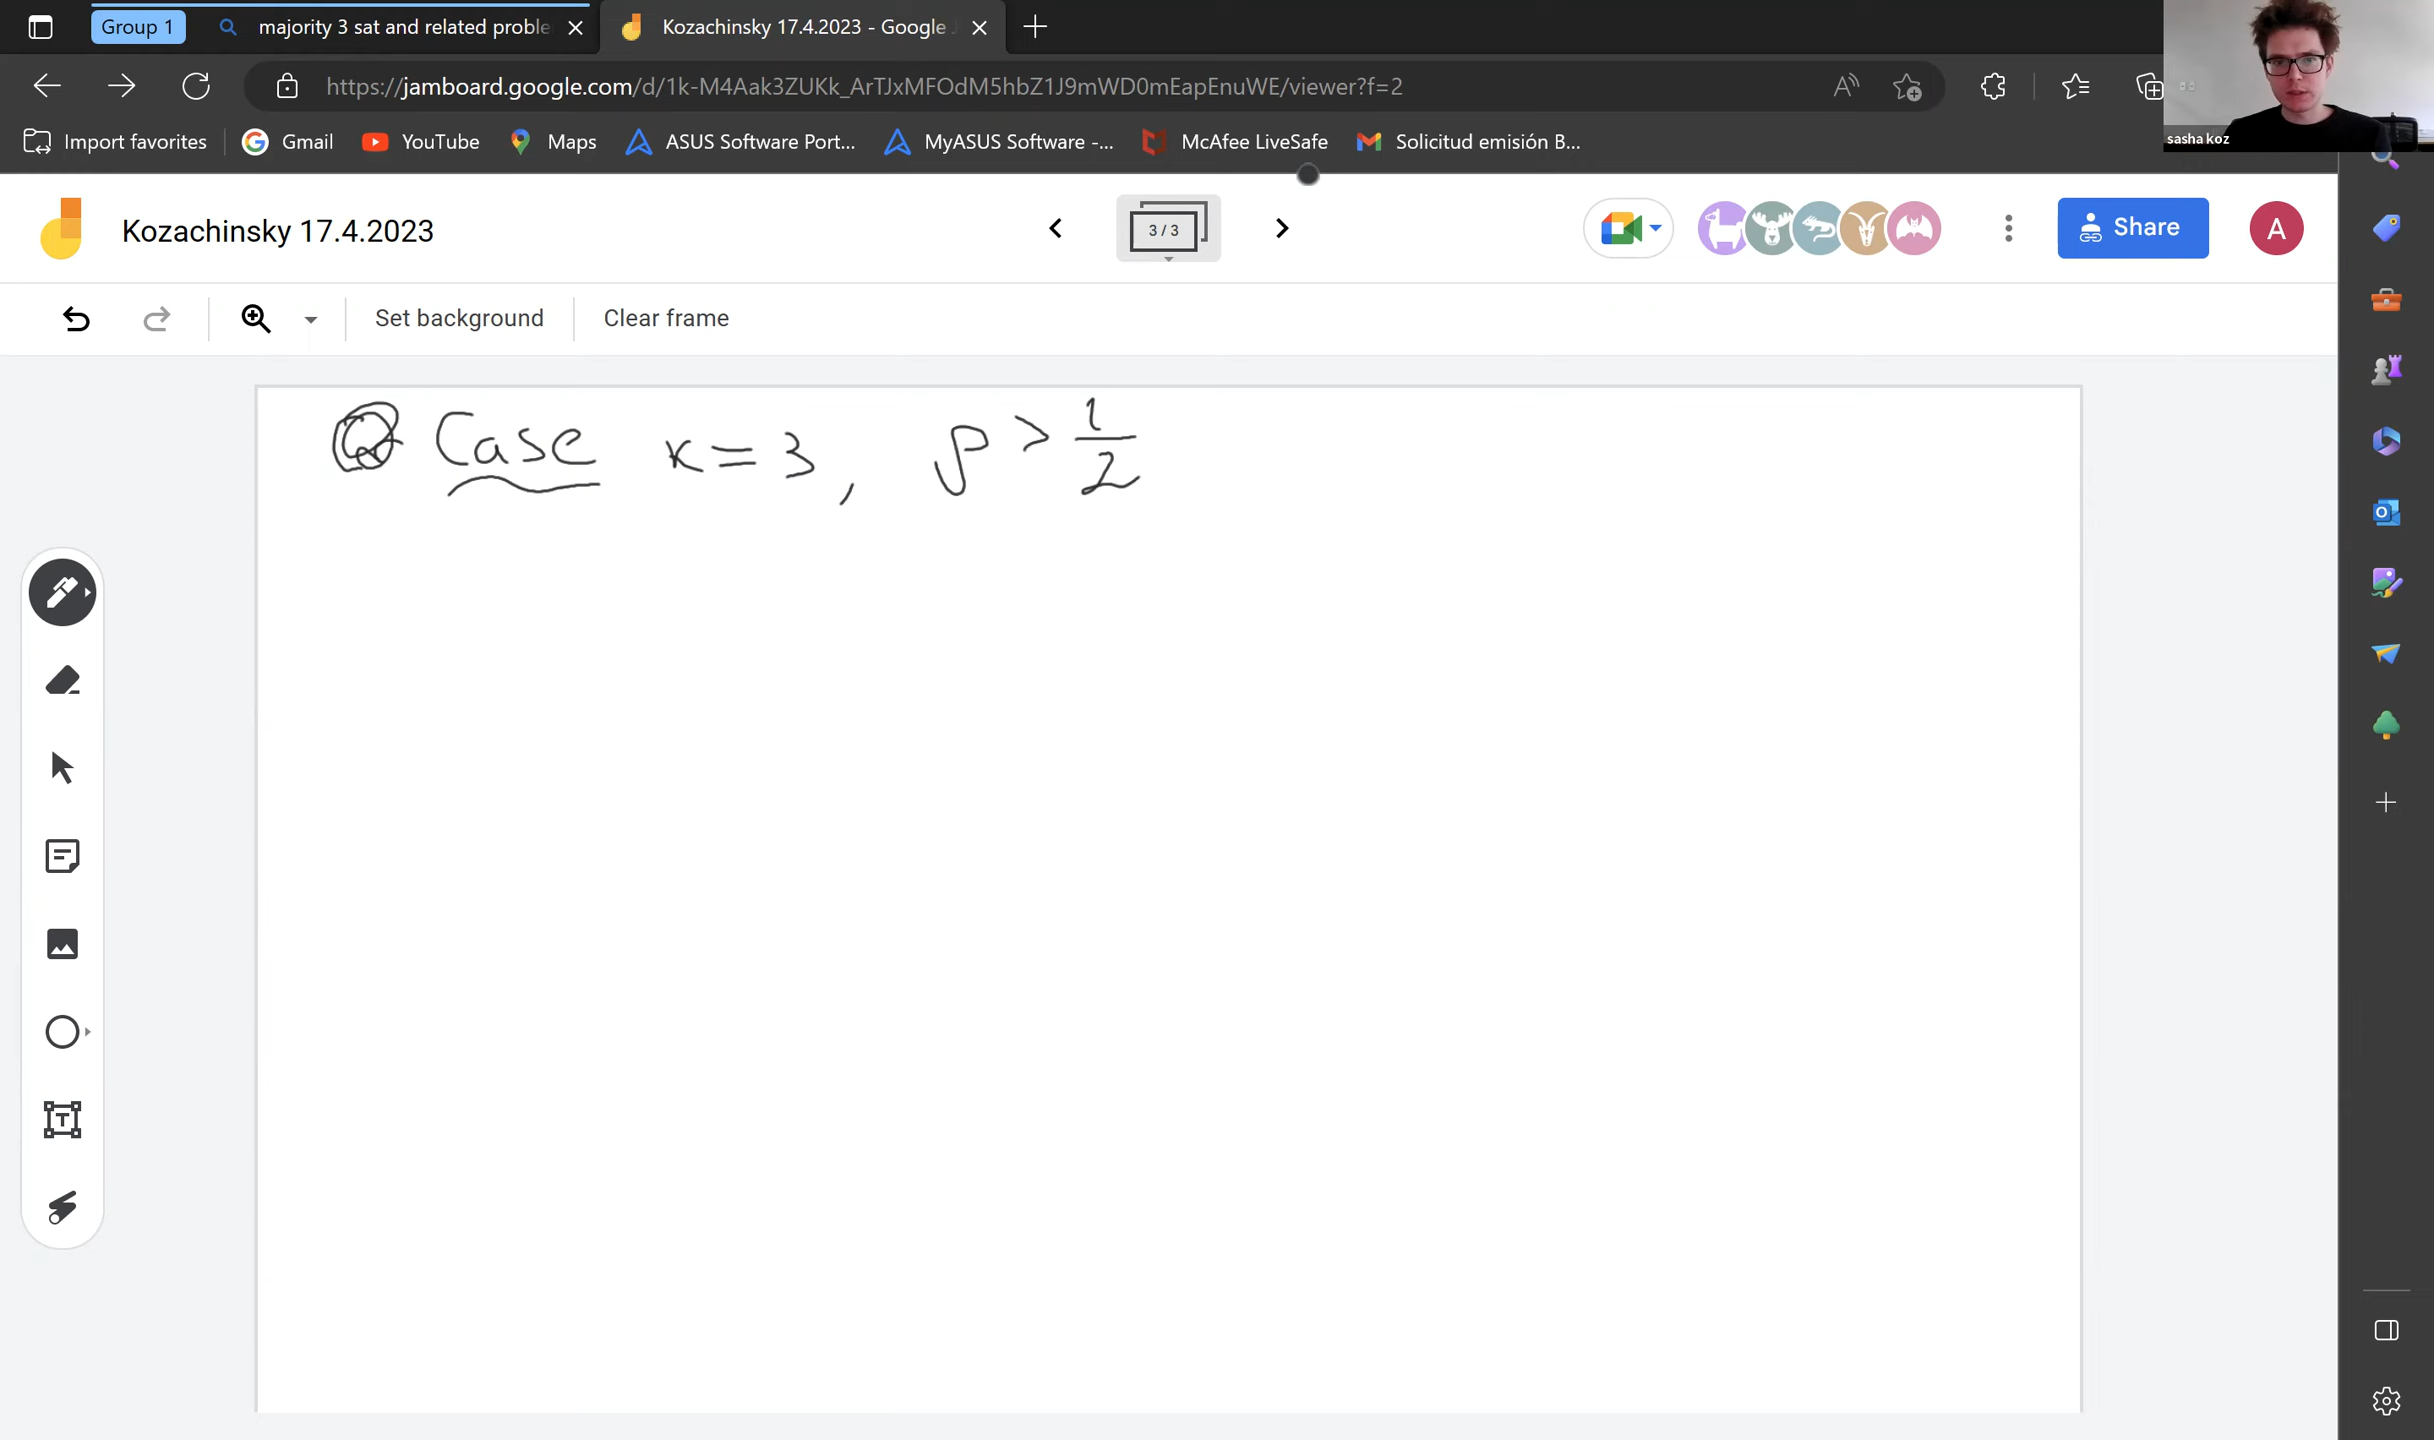 Group 1
majority 3 sat and related proble
Kozachinsky 17.4.2023 - Google J
https://jamboard.google.com/d/1k-M4Aak3ZUKk_ArTJxMFOdM5hbZ1J9mWD0mEapEnuWE/viewer?f=2
sasha koz
Import favorites Gmail YouTube Maps ASUS Software Port... MyASUS Software -... McAfee LiveSafe Solicitud emisión B...
Kozachinsky 17.4.2023
3 / 3
Share
A
Set background Clear frame
Case k = 3, ρ > 1/2